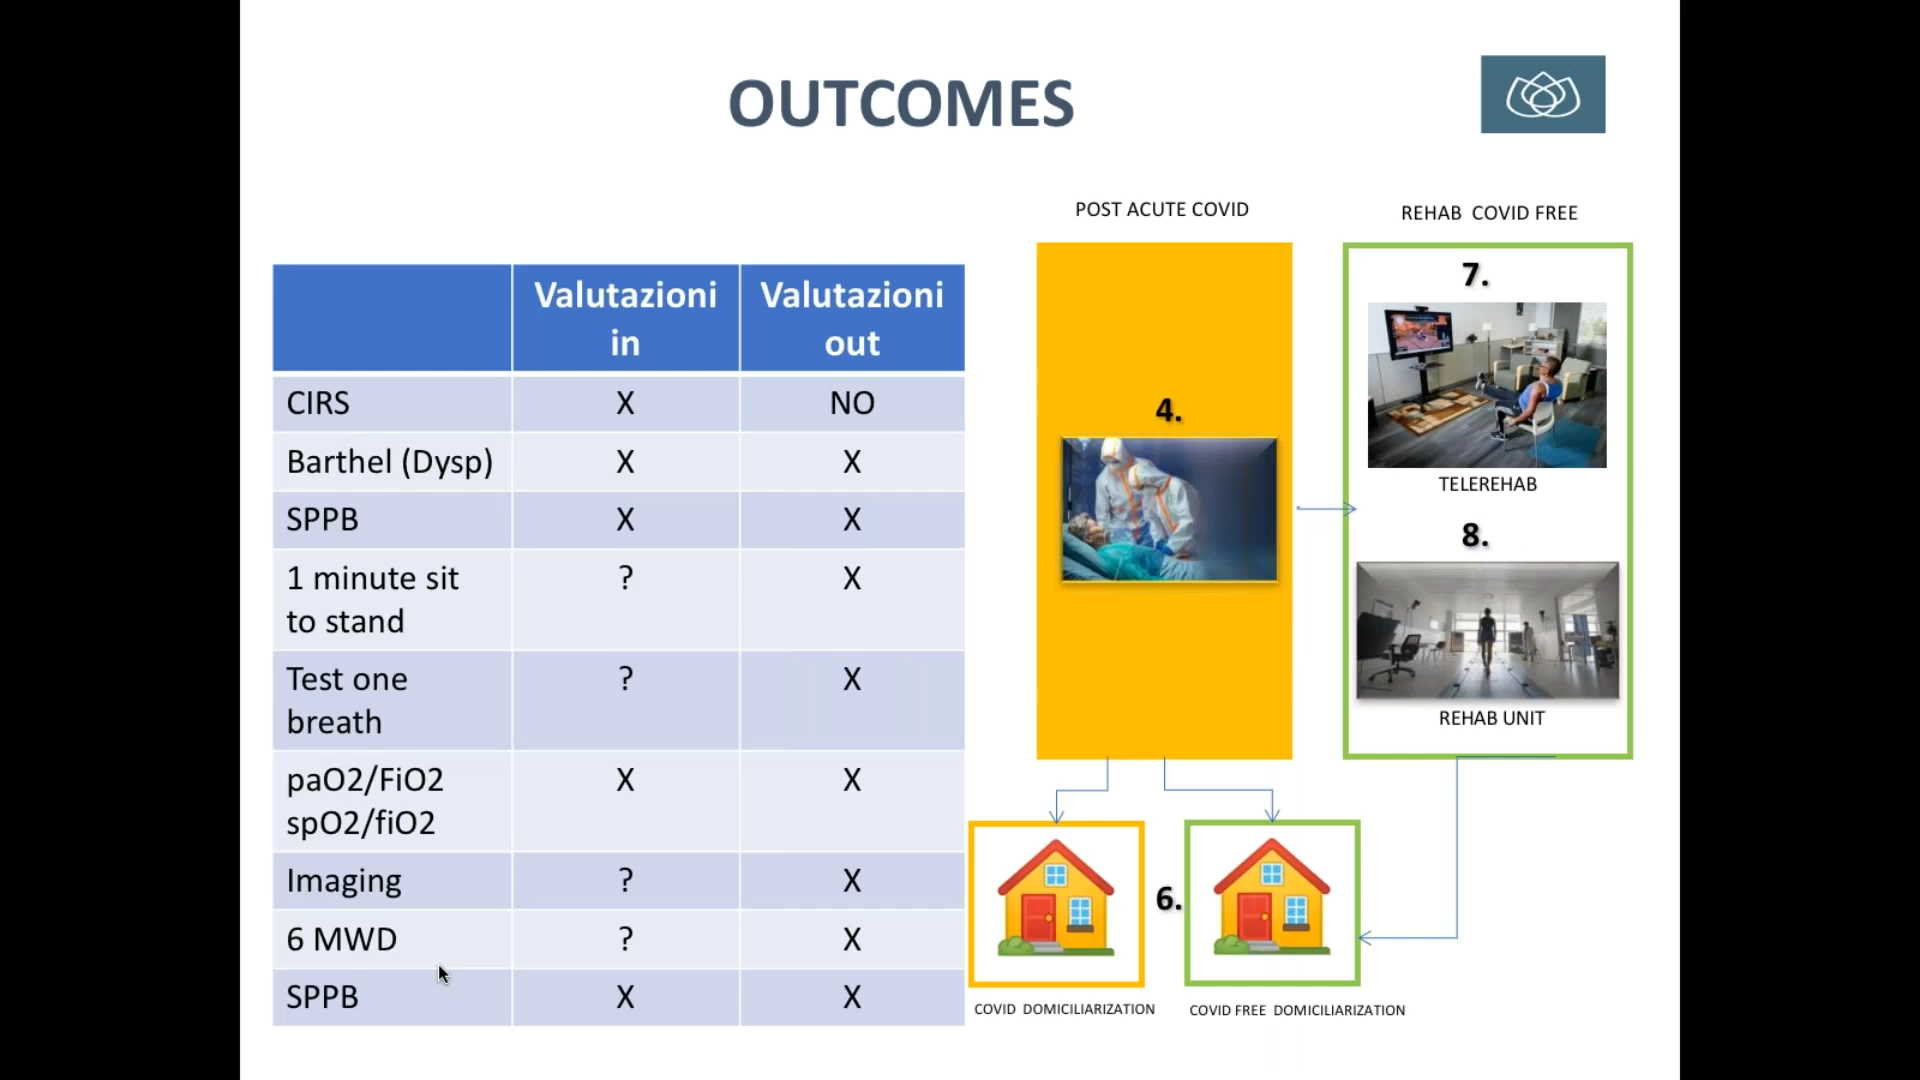 OUTCOMES
Valutazioni in
Valutazioni out
CIRS X NO
Barthel (Dysp) X X
SPPB X X
1 minute sit to stand ? X
Test one breath ? X
paO2/FiO2 spO2/fiO2 X X
Imaging ? X
6 MWD ? X
SPPB X X
POST ACUTE COVID
4.
REHAB COVID FREE
7.
TELEREHAB
8.
REHAB UNIT
6.
COVID DOMICILIARIZATION
COVID FREE DOMICILIARIZATION